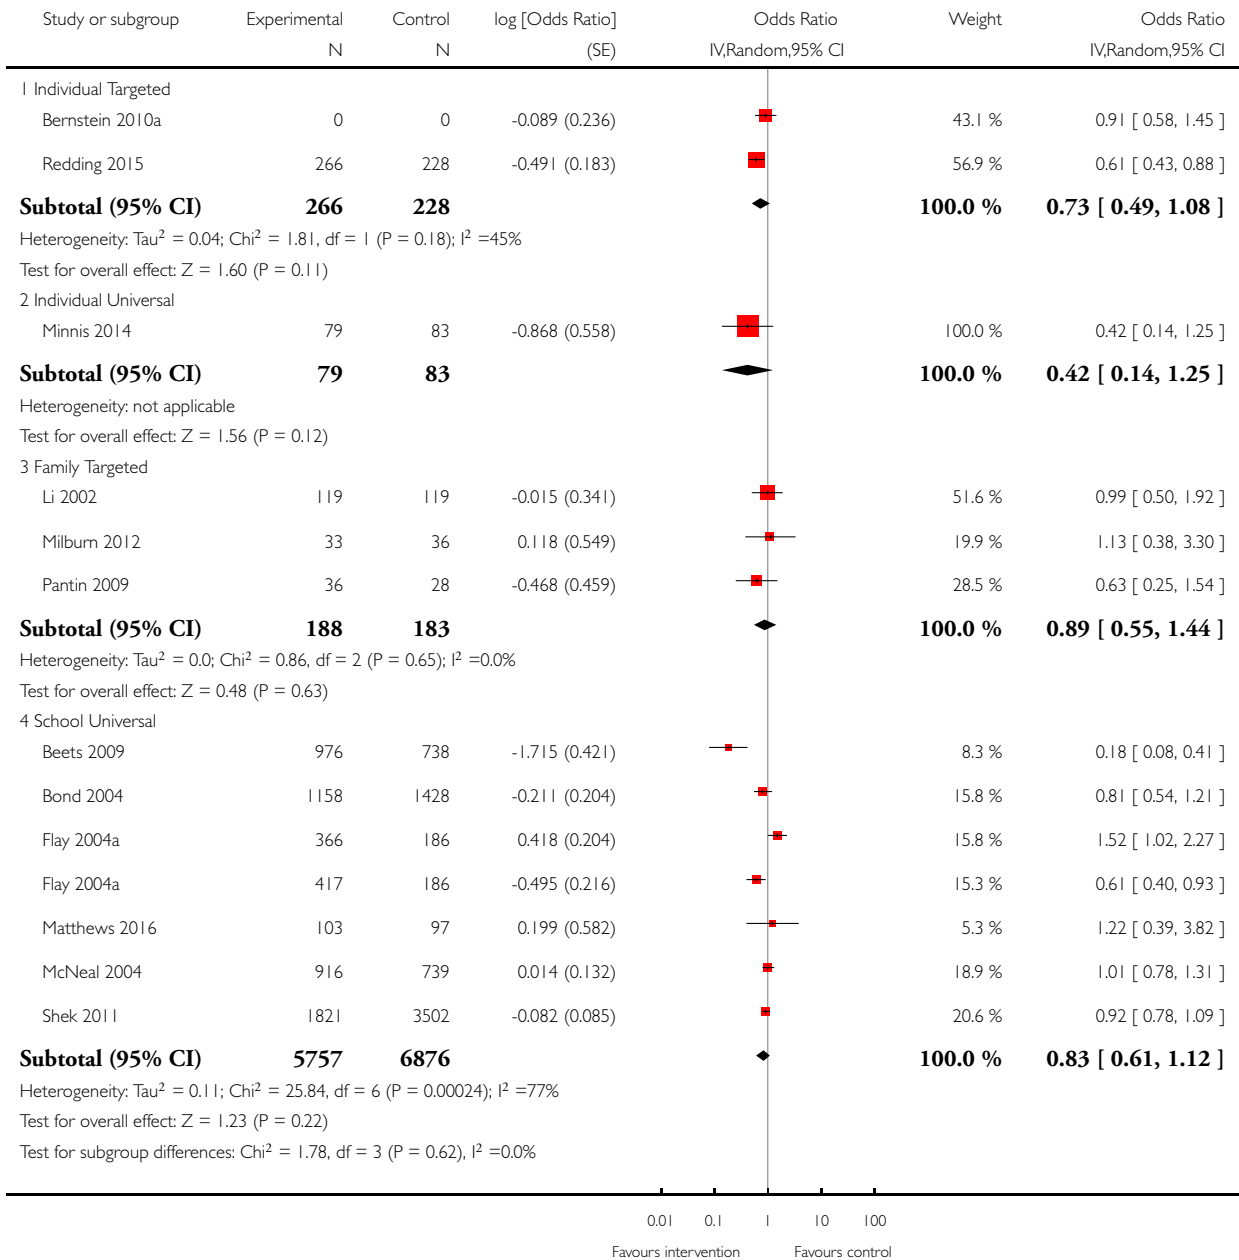 Study or subgroup Experimental Control log [Odds Ratio] Odds Ratio Weight Odds Ratio
N N (SE) IV,Random,95% CI IV,Random,95% CI
1 Individual Targeted
Bernstein 2010a 0 0 -0.089 (0.236) 43.1 % 0.91 [ 0.58, 1.45 ]
Redding 2015 266 228 -0.491 (0.183) 56.9 % 0.61 [ 0.43, 0.88 ]
Subtotal (95% CI) 266 228 100.0 % 0.73 [ 0.49, 1.08 ]
Heterogeneity: Tau² = 0.04; Chi² = 1.81, df = 1 (P = 0.18); I² =45%
Test for overall effect: Z = 1.60 (P = 0.11)
2 Individual Universal
Minnis 2014 79 83 -0.868 (0.558) 100.0 % 0.42 [ 0.14, 1.25 ]
Subtotal (95% CI) 79 83 100.0 % 0.42 [ 0.14, 1.25 ]
Heterogeneity: not applicable
Test for overall effect: Z = 1.56 (P = 0.12)
3 Family Targeted
Li 2002 119 119 -0.015 (0.341) 51.6 % 0.99 [ 0.50, 1.92 ]
Milburn 2012 33 36 0.118 (0.549) 19.9 % 1.13 [ 0.38, 3.30 ]
Pantin 2009 36 28 -0.468 (0.459) 28.5 % 0.63 [ 0.25, 1.54 ]
Subtotal (95% CI) 188 183 100.0 % 0.89 [ 0.55, 1.44 ]
Heterogeneity: Tau² = 0.0; Chi² = 0.86, df = 2 (P = 0.65); I² =0.0%
Test for overall effect: Z = 0.48 (P = 0.63)
4 School Universal
Beets 2009 976 738 -1.715 (0.421) 8.3 % 0.18 [ 0.08, 0.41 ]
Bond 2004 1158 1428 -0.211 (0.204) 15.8 % 0.81 [ 0.54, 1.21 ]
Flay 2004a 366 186 0.418 (0.204) 15.8 % 1.52 [ 1.02, 2.27 ]
Flay 2004a 417 186 -0.495 (0.216) 15.3 % 0.61 [ 0.40, 0.93 ]
Matthews 2016 103 97 0.199 (0.582) 5.3 % 1.22 [ 0.39, 3.82 ]
McNeal 2004 916 739 0.014 (0.132) 18.9 % 1.01 [ 0.78, 1.31 ]
Shek 2011 1821 3502 -0.082 (0.085) 20.6 % 0.92 [ 0.78, 1.09 ]
Subtotal (95% CI) 5757 6876 100.0 % 0.83 [ 0.61, 1.12 ]
Heterogeneity: Tau² = 0.11; Chi² = 25.84, df = 6 (P = 0.00024); I² =77%
Test for overall effect: Z = 1.23 (P = 0.22)
Test for subgroup differences: Chi² = 1.78, df = 3 (P = 0.62), I² =0.0%
0.01 0.1 1 10 100
Favours intervention Favours control